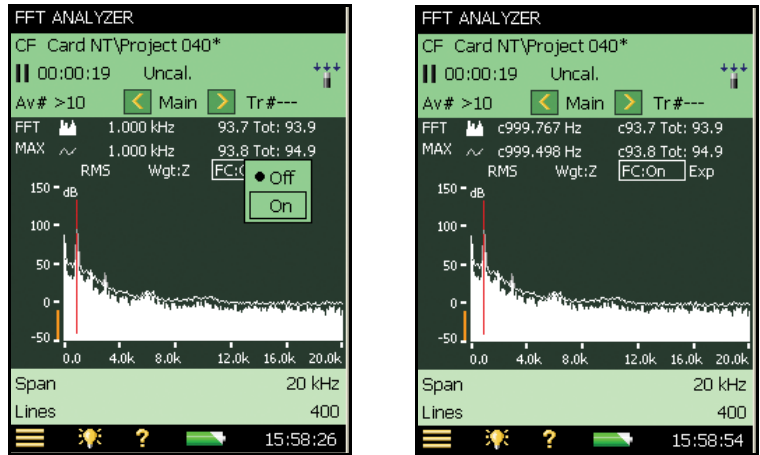 FFT ANALYZER
CF Card NT\Project 040*
00:00:19 Uncal.
Av# >10 < Main > Tr#---
FFT 1.000 kHz 93.7 Tot: 93.9
MAX 1.000 kHz 93.8 Tot: 94.9
RMS Wgt:Z FC:
Off
On
150 dB
100
50
0
-50
0.0 4.0k 8.0k 12.0k 16.0k 20.0k
Span 20 kHz
Lines 400
? 15:58:26
FFT ANALYZER
CF Card NT\Project 040*
00:00:19 Uncal.
Av# >10 < Main > Tr#---
FFT c999.767 Hz c93.7 Tot: 93.9
MAX c999.498 Hz c93.8 Tot: 94.9
RMS Wgt:Z FC:On Exp
150 dB
100
50
0
-50
0.0 4.0k 8.0k 12.0k 16.0k 20.0k
Span 20 kHz
Lines 400
? 15:58:54